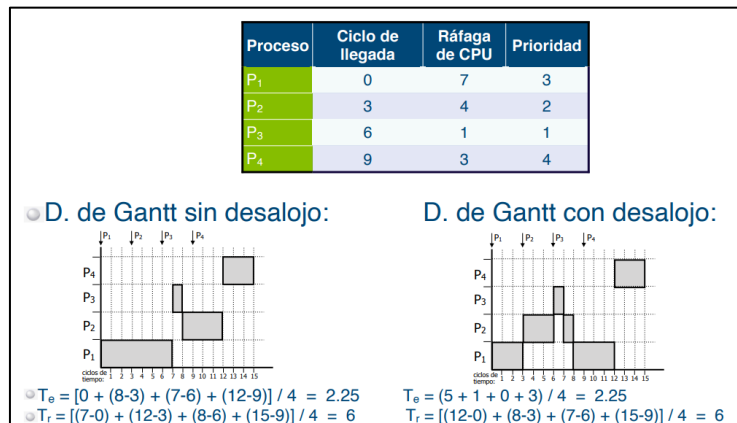 Proceso Ciclo de llegada Ráfaga de CPU Prioridad
P1 0 7 3
P2 3 4 2
P3 6 1 1
P4 9 3 4
D. de Gantt sin desalojo:
P1 P2 P3 P4
P4
P3
P2
P1
ciclos de tiempo: 1 2 3 4 5 6 7 8 9 10 11 12 13 14 15
Te = [0 + (8-3) + (7-6) + (12-9)] / 4 = 2.25
Tr = [(7-0) + (12-3) + (8-6) + (15-9)] / 4 = 6
D. de Gantt con desalojo:
P1 P2 P3 P4
P4
P3
P2
P1
ciclos de tiempo: 1 2 3 4 5 6 7 8 9 10 11 12 13 14 15
Te = (5 + 1 + 0 + 3) / 4 = 2.25
Tr = [(12-0) + (8-3) + (7-6) + (15-9)] / 4 = 6